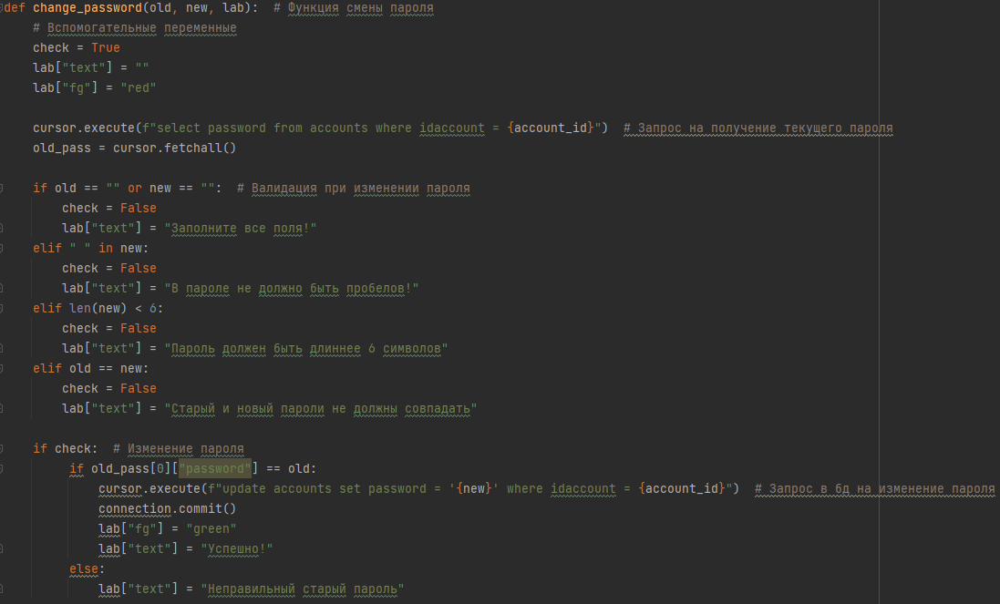 def change_password(old, new, lab):  # Функция смены пароля
    # Вспомогательные переменные
    check = True
    lab["text"] = ""
    lab["fg"] = "red"

    cursor.execute(f"select password from accounts where idaccount = {account_id}")  # Запрос на получение текущего пароля
    old_pass = cursor.fetchall()

    if old == "" or new == "":  # Валидация при изменении пароля
        check = False
        lab["text"] = "Заполните все поля!"
    elif " " in new:
        check = False
        lab["text"] = "В пароле не должно быть пробелов!"
    elif len(new) < 6:
        check = False
        lab["text"] = "Пароль должен быть длиннее 6 символов"
    elif old == new:
        check = False
        lab["text"] = "Старый и новый пароли не должны совпадать"

    if check:  # Изменение пароля
         if old_pass[0]["password"] == old:
             cursor.execute(f"update accounts set password = '{new}' where idaccount = {account_id}")  # Запрос в бд на изменение пароля
             connection.commit()
             lab["fg"] = "green"
             lab["text"] = "Успешно!"
         else:
             lab["text"] = "Неправильный старый пароль"